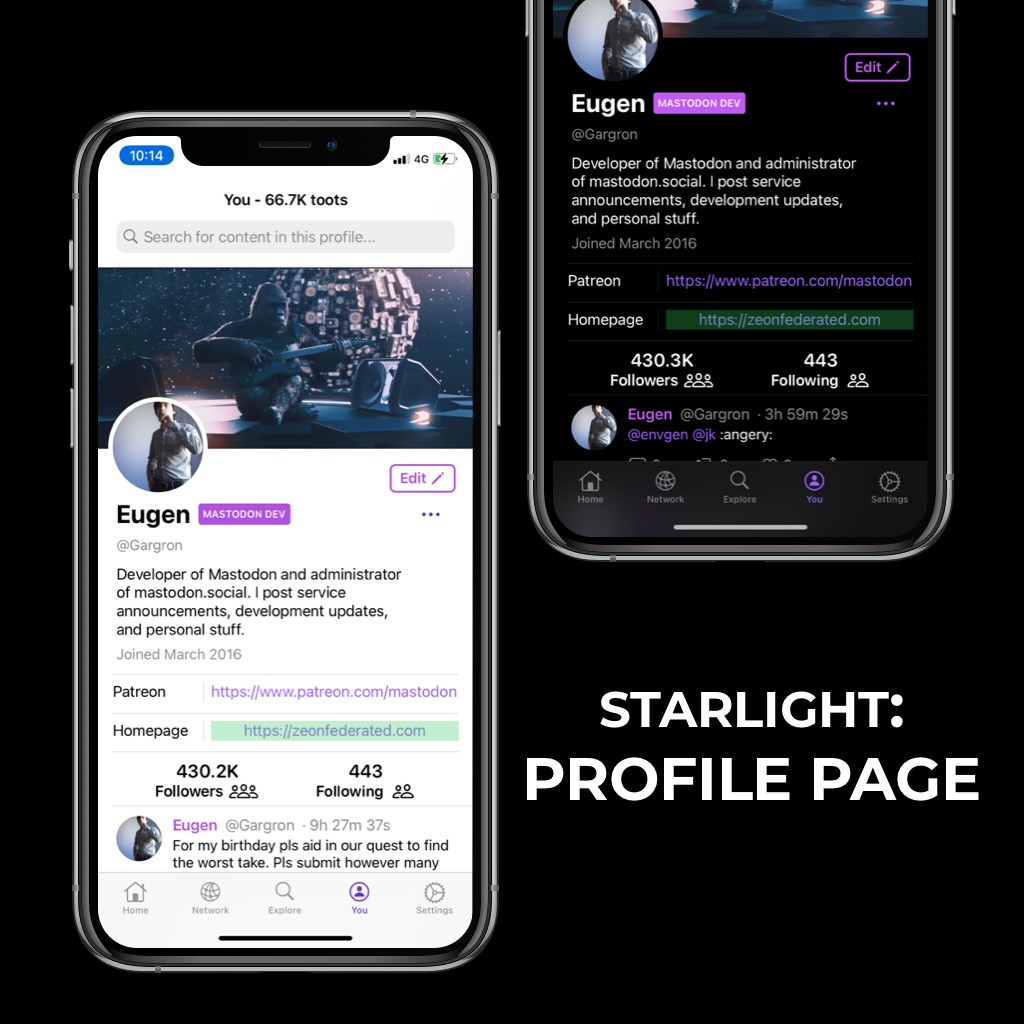 10:14
4G
You - 66.7K toots
Search for content in this profile...
Edit
Eugen MASTODON DEV
@Gargron
Developer of Mastodon and administrator
of mastodon.social. I post service
announcements, development updates,
and personal stuff.
Joined March 2016
Patreon https://www.patreon.com/mastodon
Homepage https://zeonfederated.com
430.2K 443
Followers Following
Eugen @Gargron · 9h 27m 37s
For my birthday pls aid in our quest to find
the worst take. Pls submit however many
Home Network Explore You Settings
Edit
Eugen MASTODON DEV
@Gargron
Developer of Mastodon and administrator
of mastodon.social. I post service
announcements, development updates,
and personal stuff.
Joined March 2016
Patreon https://www.patreon.com/mastodon
Homepage https://zeonfederated.com
430.3K 443
Followers Following
Eugen @Gargron · 3h 59m 29s
@envgen @jk :angery:
Home Network Explore You Settings
STARLIGHT:
PROFILE PAGE